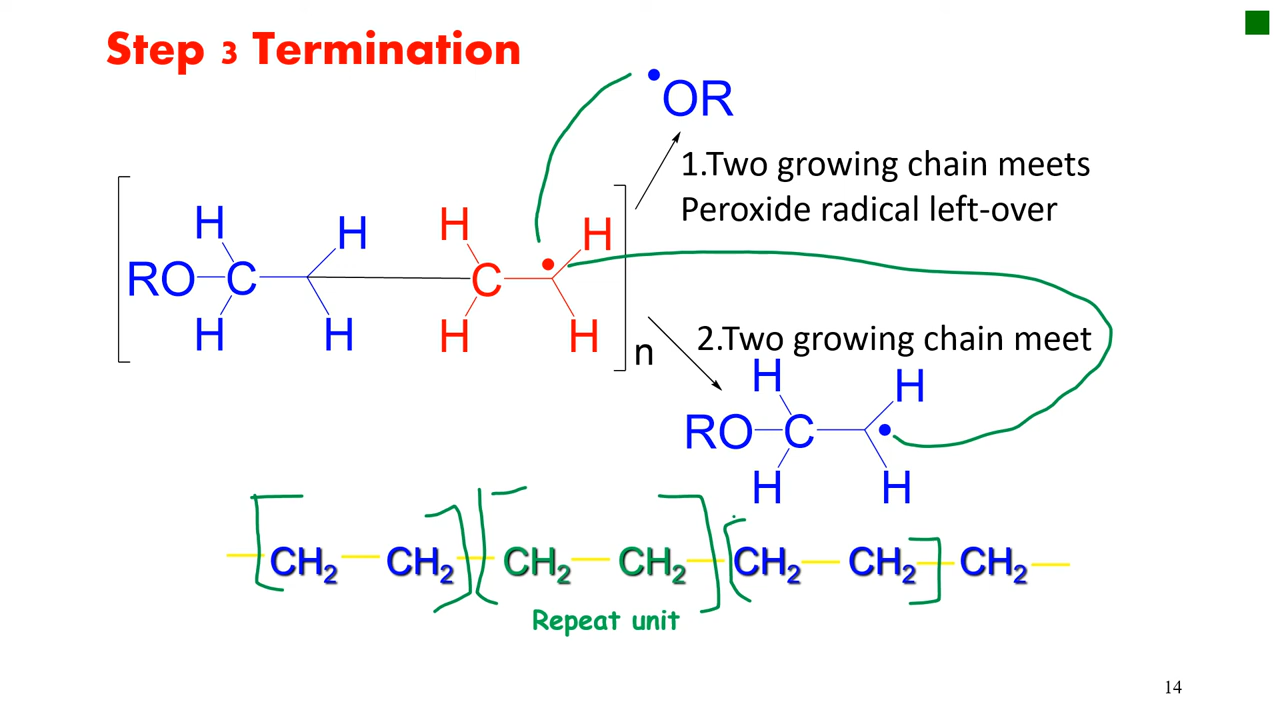 Step 3 Termination
•OR
1.Two growing chain meets
Peroxide radical left-over
H H H H
RO C C
H H H H
n
2.Two growing chain meet
H H
RO C
H H
CH2 CH2 CH2 CH2 CH2 CH2 CH2
Repeat unit
14